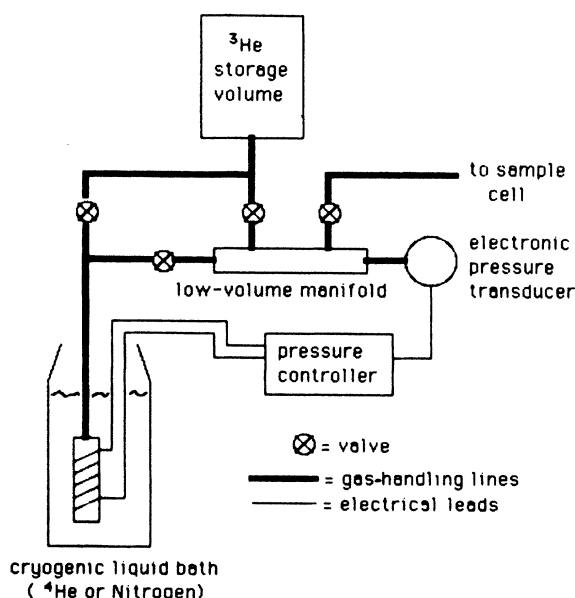 ³He
storage
volume
to sample
cell
electronic
pressure
transducer
low-volume manifold
pressure
controller
= valve
= gas-handling lines
= electrical leads
cryogenic liquid bath
( ⁴He or Nitrogen)